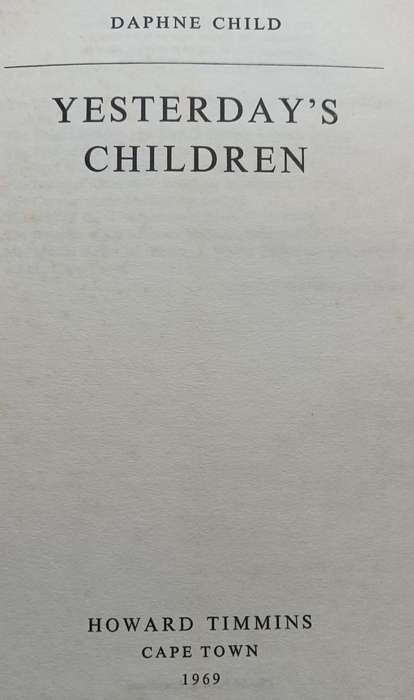 DAPHNE CHILD
YESTERDAY'S
CHILDREN
HOWARD TIMMINS
CAPE TOWN
1969